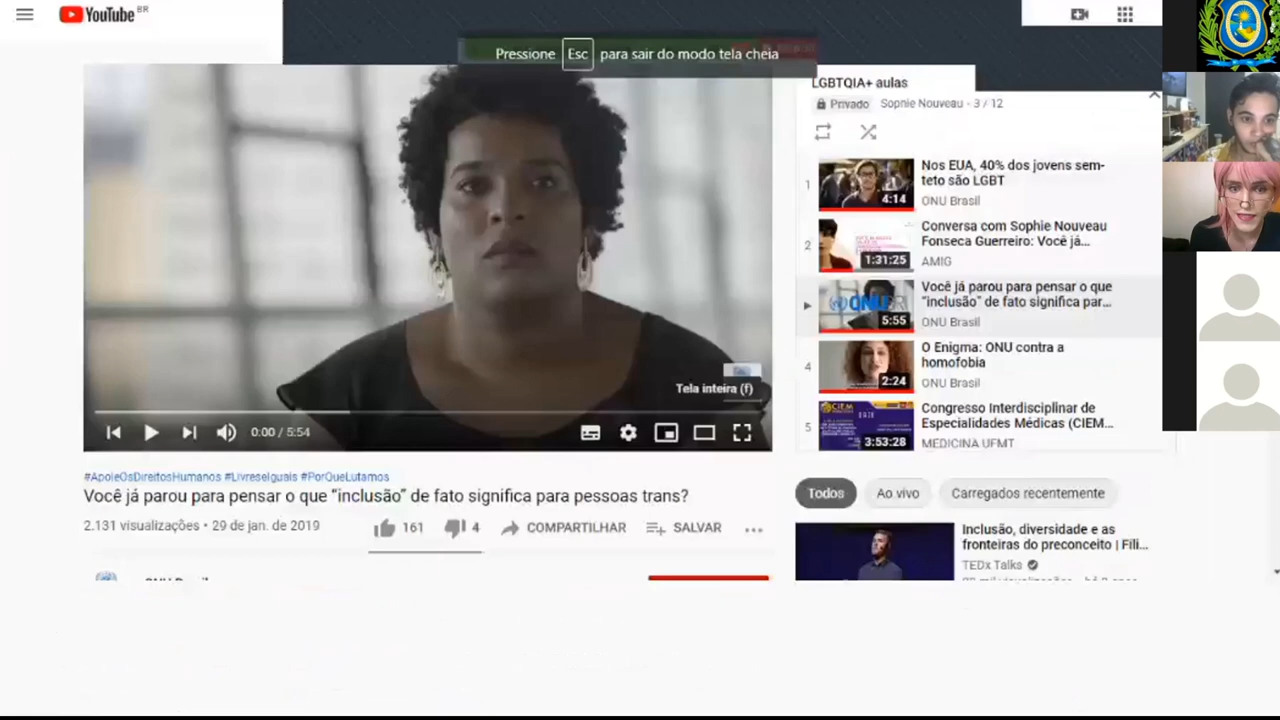 YouTube BR
Pressione Esc para sair do modo tela cheia
Tela inteira (f)
0:00 / 5:54
#ApoieOsDireitosHumanos #LivreseIguais #PorQueLutamos
Você já parou para pensar o que “inclusão” de fato significa para pessoas trans?
2.131 visualizações • 29 de jan. de 2019
161
4
COMPARTILHAR
SALVAR
LGBTQIA+ aulas
Privado Sophie Nouveau - 3 / 12
1
4:14
Nos EUA, 40% dos jovens sem-
teto são LGBT
ONU Brasil
2
1:31:25
Conversa com Sophie Nouveau
Fonseca Guerreiro: Você já...
AMIG
5:55
Você já parou para pensar o que
“inclusão” de fato significa par...
ONU Brasil
4
2:24
O Enigma: ONU contra a
homofobia
ONU Brasil
5
CIEM
3:53:28
Congresso Interdisciplinar de
Especialidades Médicas (CIEM...
MEDICINA UFMT
Todos
Ao vivo
Carregados recentemente
Inclusão, diversidade e as
fronteiras do preconceito | Fili...
TEDx Talks